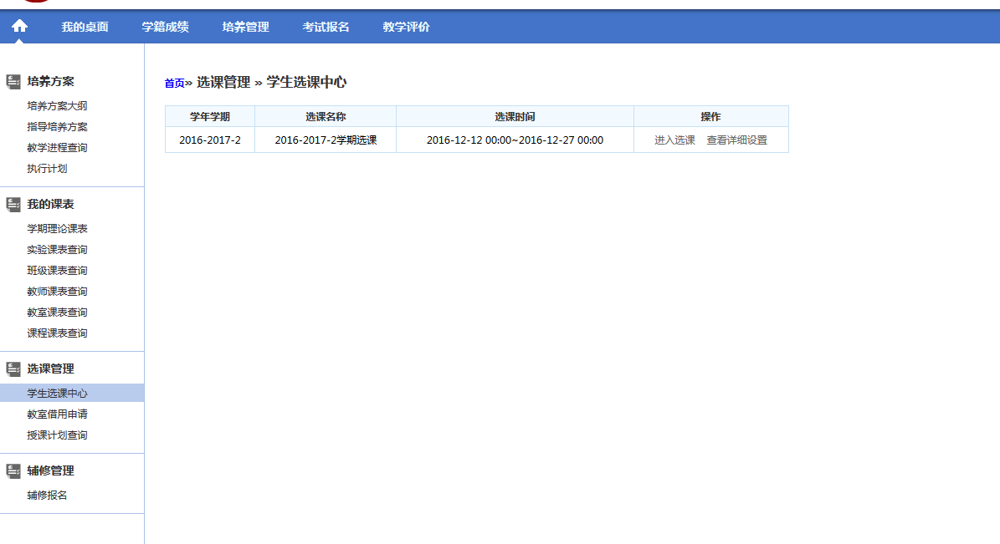 我的桌面 学籍成绩 培养管理 考试报名 教学评价
培养方案
培养方案大纲
指导培养方案
教学进程查询
执行计划
我的课表
学期理论课表
实验课表查询
班级课表查询
教师课表查询
教室课表查询
课程课表查询
选课管理
学生选课中心
教室借用申请
授课计划查询
辅修管理
辅修报名
首页» 选课管理 » 学生选课中心
学年学期 选课名称 选课时间 操作
2016-2017-2 2016-2017-2学期选课 2016-12-12 00:00~2016-12-27 00:00 进入选课 查看详细设置